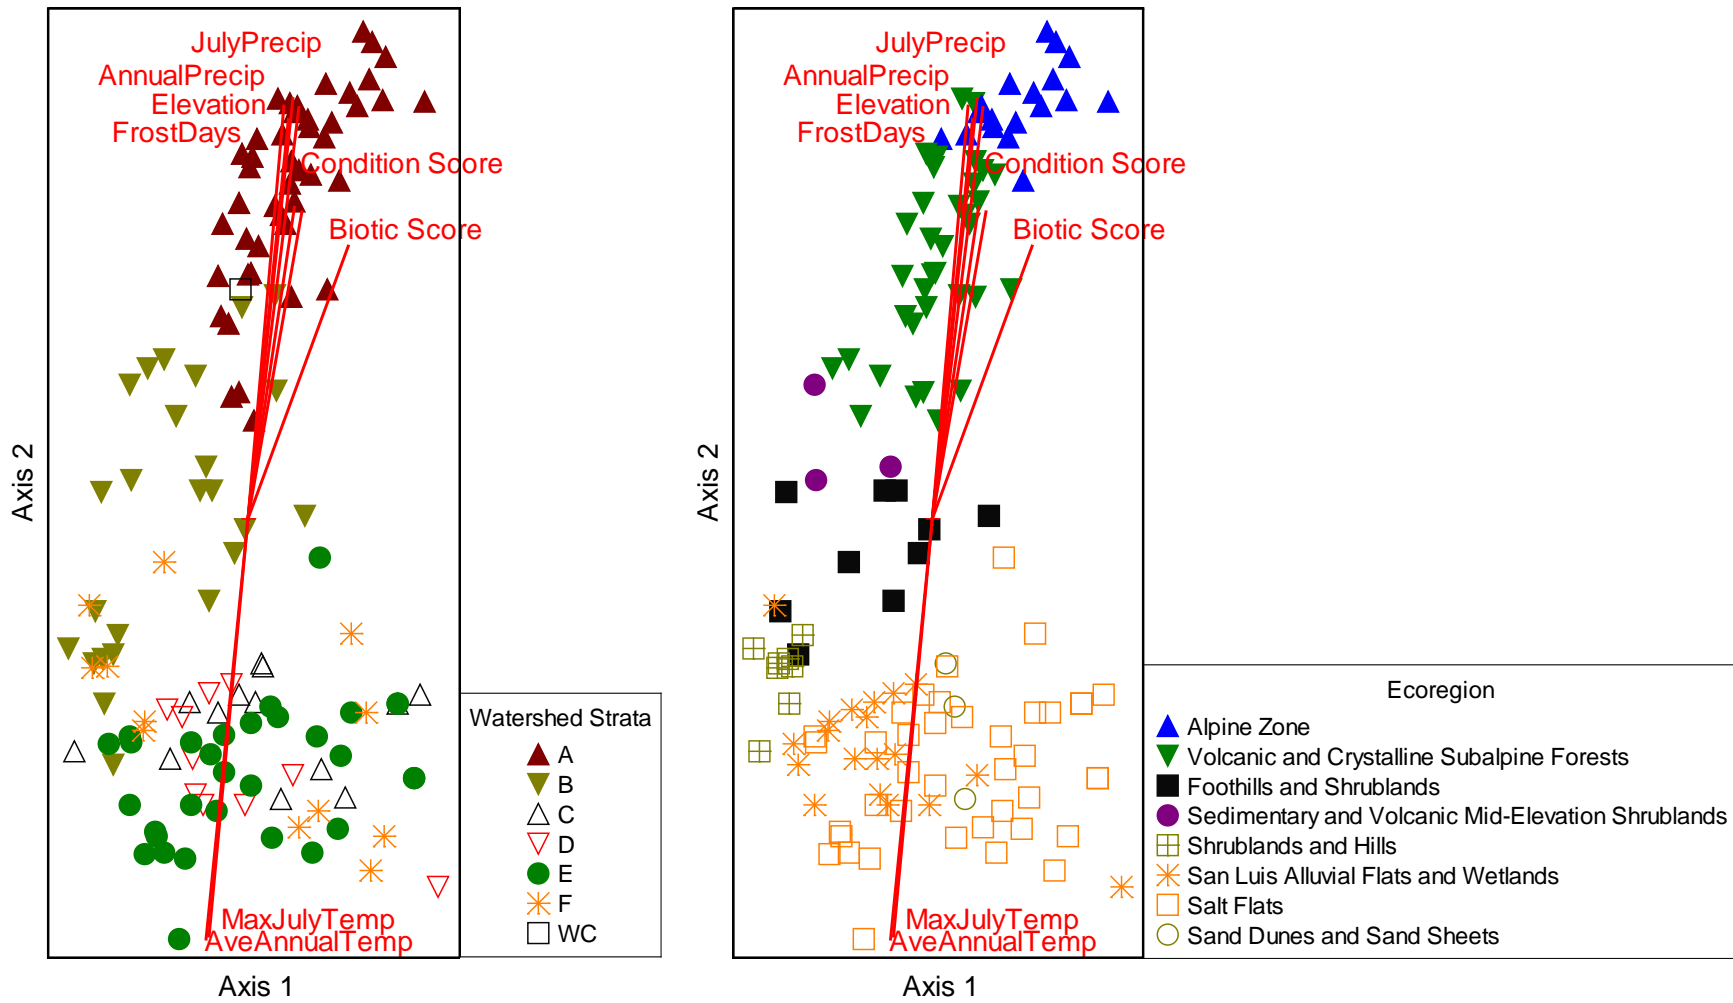 JulyPrecip
AnnualPrecip
Elevation
FrostDays
Condition Score
Biotic Score
Axis 2
MaxJulyTemp
AveAnnualTemp
Axis 1
Watershed Strata
A
B
C
D
E
F
WC
JulyPrecip
AnnualPrecip
Elevation
FrostDays
Condition Score
Biotic Score
Axis 2
MaxJulyTemp
AveAnnualTemp
Axis 1
Ecoregion
Alpine Zone
Volcanic and Crystalline Subalpine Forests
Foothills and Shrublands
Sedimentary and Volcanic Mid-Elevation Shrublands
Shrublands and Hills
San Luis Alluvial Flats and Wetlands
Salt Flats
Sand Dunes and Sand Sheets